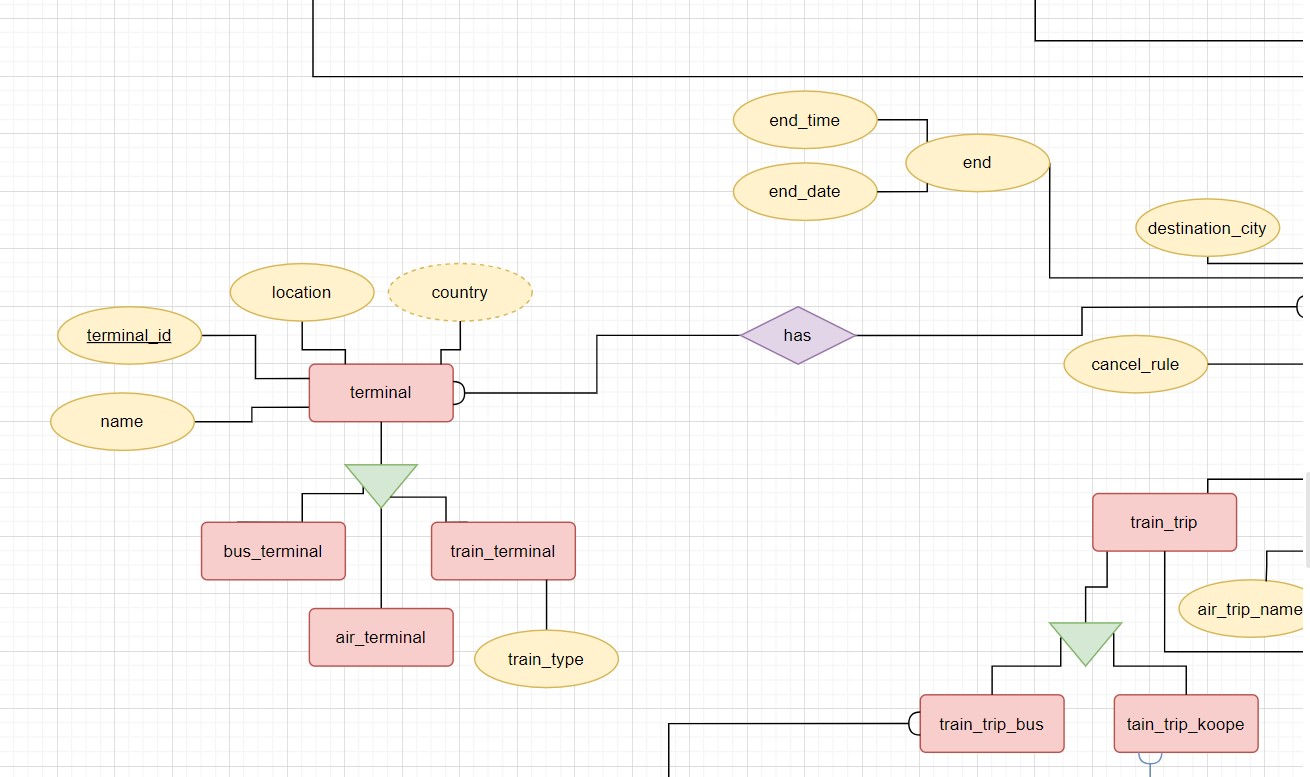 end_time
end
end_date
destination_city
location
country
terminal_id
has
cancel_rule
terminal
name
train_trip
bus_terminal
train_terminal
air_trip_name
air_terminal
train_type
train_trip_bus
tain_trip_koope